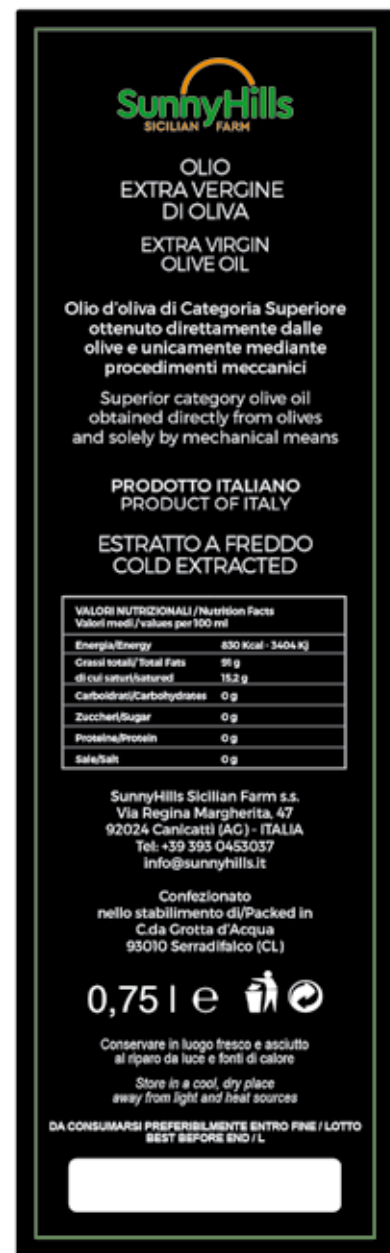 SunnyHills
SICILIAN FARM
OLIO
EXTRA VERGINE
DI OLIVA
EXTRA VIRGIN
OLIVE OIL
Olio d'oliva di Categoria Superiore
ottenuto direttamente dalle
olive e unicamente mediante
procedimenti meccanici
Superior category olive oil
obtained directly from olives
and solely by mechanical means
PRODOTTO ITALIANO
PRODUCT OF ITALY
ESTRATTO A FREDDO
COLD EXTRACTED
VALORI NUTRIZIONALI/Nutrition Facts
Valori medi/values per 100 ml
Energia/Energy 830 Kcal - 3404 Kj
Grassi totali/Total Fats 91 g
di cui saturi/satured 15,2 g
Carboidrati/Carbohydrates 0 g
Zuccheri/Sugar 0 g
Proteine/Protein 0 g
Sale/Salt 0 g
SunnyHills Sicilian Farm s.s.
Via Regina Margherita, 47
92024 Canicattì (AG) - ITALIA
Tel: +39 393 0453037
info@sunnyhills.it
Confezionato
nello stabilimento di/Packed in
C.da Grotta d'Acqua
93010 Serradifalco (CL)
0,75 l e
Conservare in luogo fresco e asciutto
al riparo da luce e fonti di calore
Store in a cool, dry place
away from light and heat sources
DA CONSUMARSI PREFERIBILMENTE ENTRO FINE / LOTTO
BEST BEFORE END / L